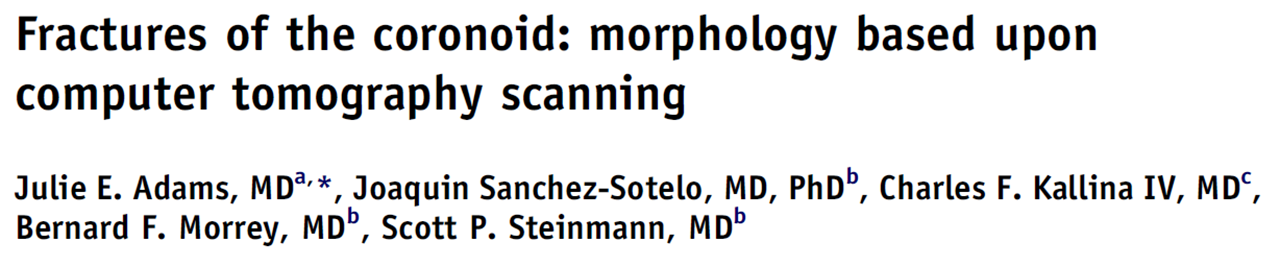 Fractures of the coronoid: morphology based upon
computer tomography scanning
Julie E. Adams, MDa,*, Joaquin Sanchez-Sotelo, MD, PhDb, Charles F. Kallina IV, MDc,
Bernard F. Morrey, MDb, Scott P. Steinmann, MDb